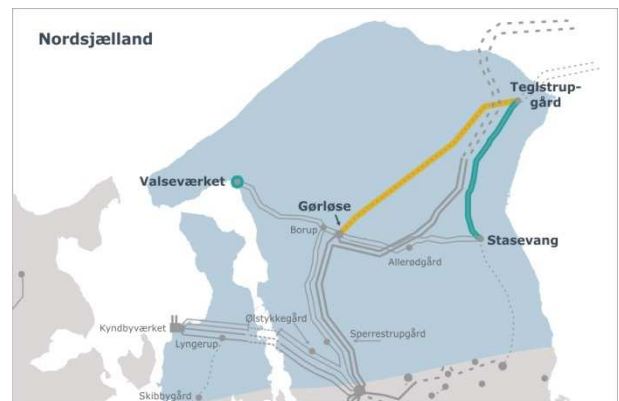 Nordsjælland
Teglstrup-
gård
Valseværket
Gørløse
Borup
Stasevang
Allerødgård
Ølstykkegård
Kyndbyværket
Sperrestrupgård
Lyngerup
Skibbygård